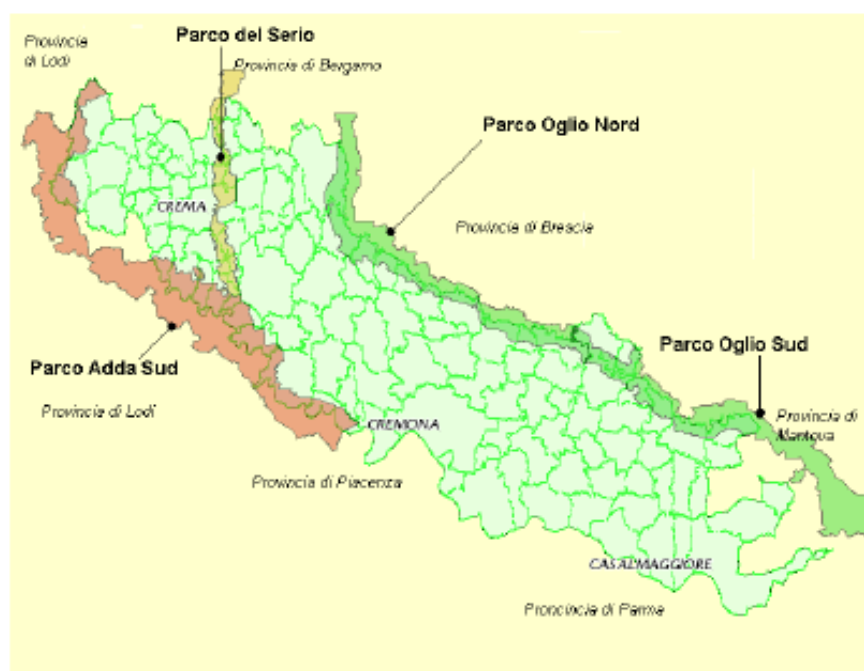 Parco del Serio
Provincia
di Lodi
Provincia di Bergamo
Parco Oglio Nord
CREMA
Provincia di Brescia
Parco Oglio Sud
Parco Adda Sud
Provincia di Lodi
CREMONA
Provincia di
Mantova
Provincia di Piacenza
CASALMAGGIORE
Proncincia di Parma